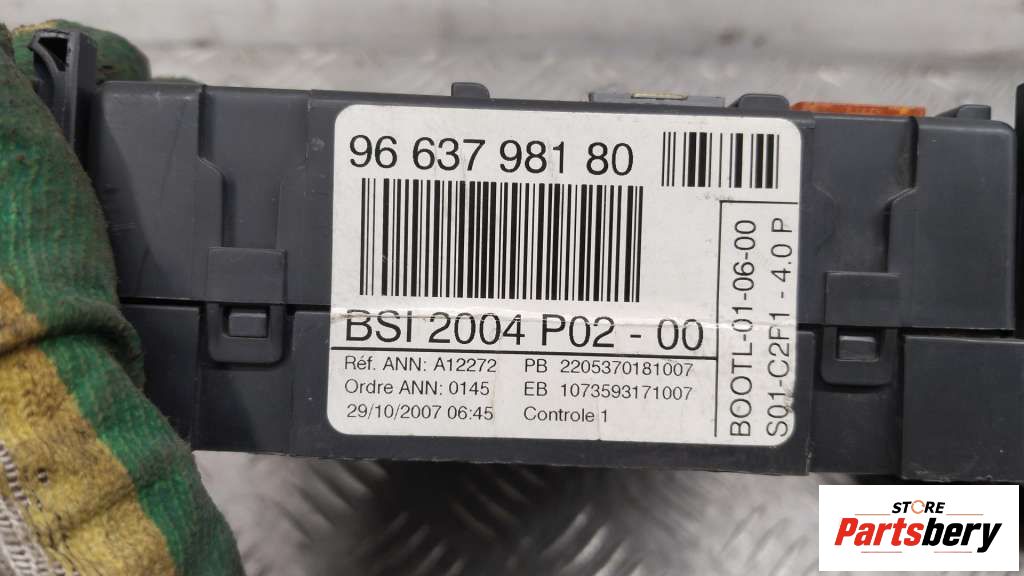 96 637 981 80
BSI 2004 P02 - 00
Réf. ANN: A12272 PB 2205370181007
Ordre ANN: 0145 EB 1073593171007
29/10/2007 06:45 Controle 1
BOOTL-01-06-00
S01-C2F1 - 4.0 P
STORE
Partsbery